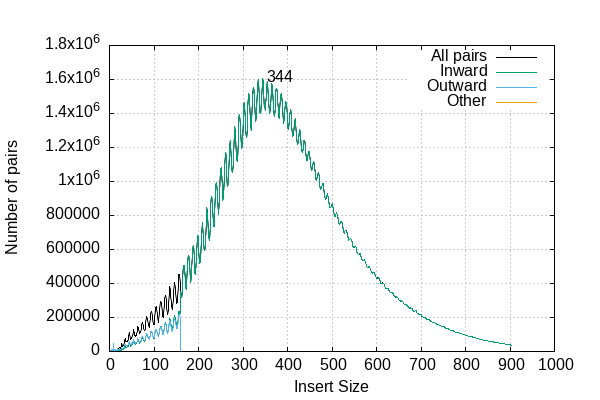 1.8x10^6
1.6x10^6
1.4x10^6
1.2x10^6
1x10^6
800000
600000
400000
200000
0
Number of pairs
344
All pairs
Inward
Outward
Other
0 100 200 300 400 500 600 700 800 900 1000
Insert Size